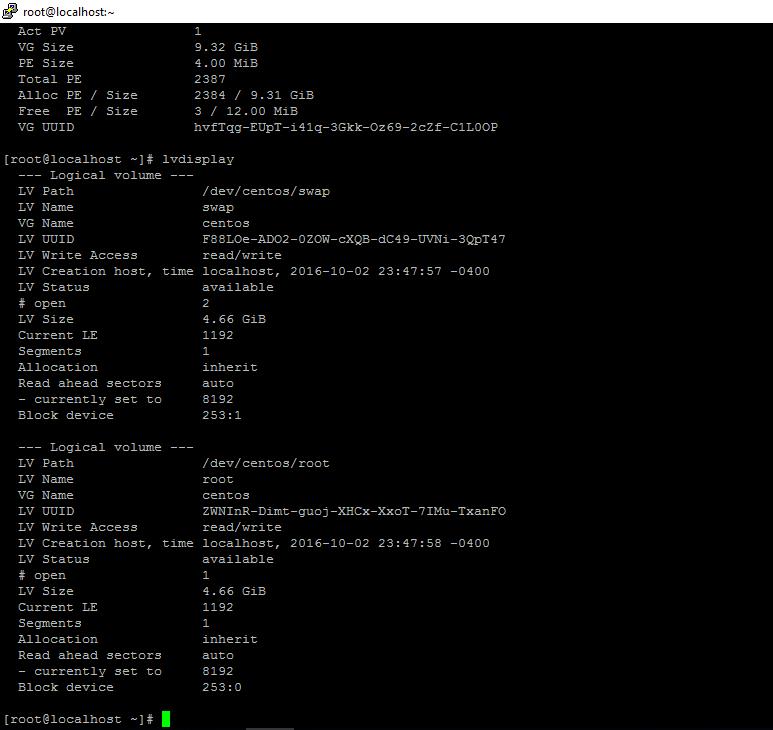 root@localhost:~
Act PV 1
VG Size 9.32 GiB
PE Size 4.00 MiB
Total PE 2387
Alloc PE / Size 2384 / 9.31 GiB
Free PE / Size 3 / 12.00 MiB
VG UUID hvfTqg-EUpT-i41q-3Gkk-Oz69-2cZf-C1L0OP
[root@localhost ~]# lvdisplay
--- Logical volume ---
LV Path /dev/centos/swap
LV Name swap
VG Name centos
LV UUID F88LOe-ADO2-0ZOW-cXQB-dC49-UVNi-3QpT47
LV Write Access read/write
LV Creation host, time localhost, 2016-10-02 23:47:57 -0400
LV Status available
# open 2
LV Size 4.66 GiB
Current LE 1192
Segments 1
Allocation inherit
Read ahead sectors auto
- currently set to 8192
Block device 253:1
--- Logical volume ---
LV Path /dev/centos/root
LV Name root
VG Name centos
LV UUID ZWNInR-Dimt-guoj-XHCx-XxoT-7IMu-TxanFO
LV Write Access read/write
LV Creation host, time localhost, 2016-10-02 23:47:58 -0400
LV Status available
# open 1
LV Size 4.66 GiB
Current LE 1192
Segments 1
Allocation inherit
Read ahead sectors auto
- currently set to 8192
Block device 253:0
[root@localhost ~]#